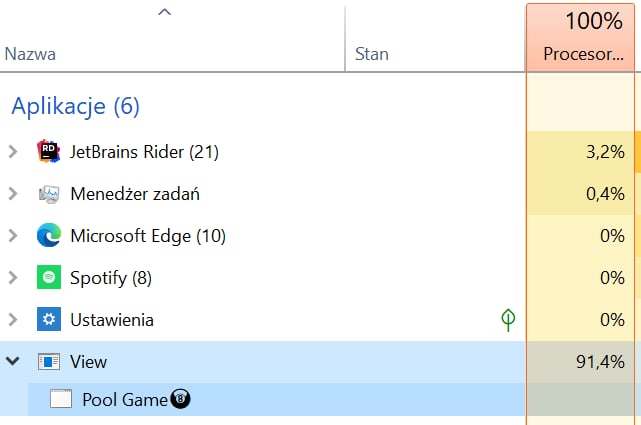 100%
Nazwa Stan Procesor...
Aplikacje (6)
JetBrains Rider (21) 3,2%
Menedżer zadań 0,4%
Microsoft Edge (10) 0%
Spotify (8) 0%
Ustawienia 0%
View 91,4%
Pool Game🎱